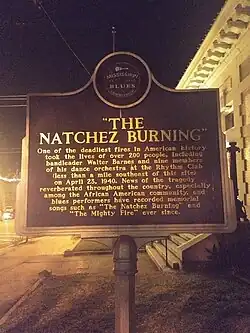 MISSISSIPPI
BLUES
COMMISSION
"THE
NATCHEZ BURNING"
One of the deadliest fires in American history
took the lives of over 200 people, including
bandleader Walter Barnes and nine members
of his dance orchestra at the Rhythm Club
(less than a mile southeast of this site)
on April 23, 1940. News of the tragedy
reverberated throughout the country, especially
among the African American community, and
blues performers have recorded memorial
songs such as "The Natchez Burning" and
"The Mighty Fire" ever since.